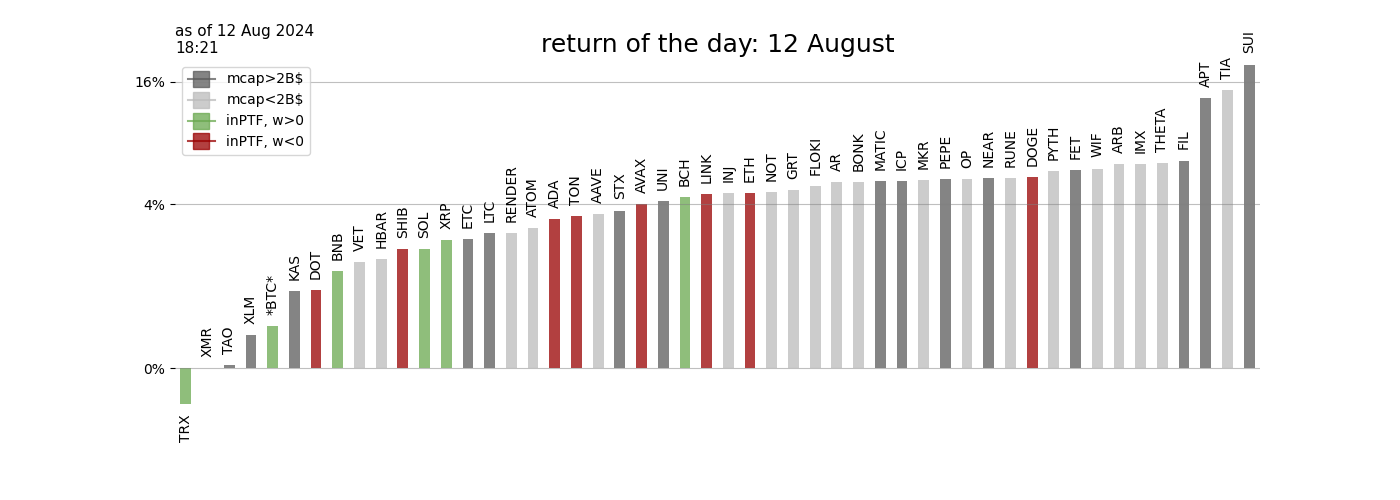 as of 12 Aug 2024
18:21
return of the day: 12 August
mcap>2B$
mcap<2B$
inPTF, w>0
inPTF, w<0
16%
4%
0%
TRX
XMR
TAO
XLM
*BTC*
KAS
DOT
BNB
VET
HBAR
SHIB
SOL
XRP
ETC
LTC
RENDER
ATOM
ADA
TON
AAVE
STX
AVAX
UNI
BCH
LINK
INJ
ETH
NOT
GRT
FLOKI
AR
BONK
MATIC
ICP
MKR
PEPE
OP
NEAR
RUNE
DOGE
PYTH
FET
WIF
ARB
IMX
THETA
FIL
APT
TIA
SUI